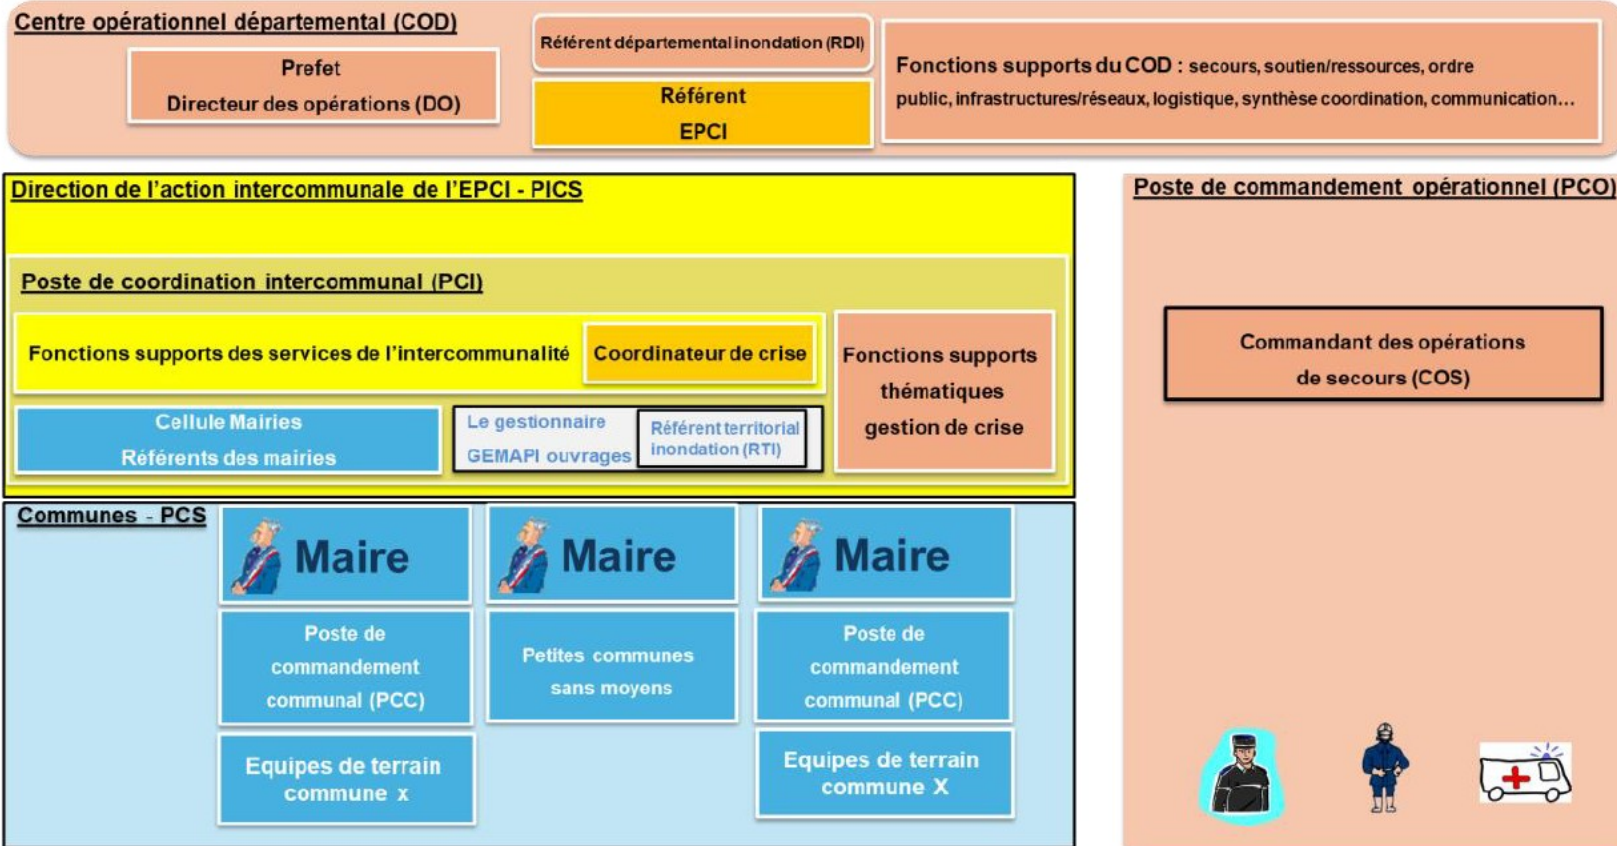 Centre opérationnel départemental (COD)
Prefet
Directeur des opérations (DO)
Référent départemental inondation (RDI)
Référent
EPCI
Fonctions supports du COD : secours, soutien/ressources, ordre
public, infrastructures/réseaux, logistique, synthèse coordination, communication...
Direction de l'action intercommunale de l'EPCI - PICS
Poste de coordination intercommunal (PCI)
Fonctions supports des services de l'intercommunalité
Coordinateur de crise
Fonctions supports
thématiques
gestion de crise
Cellule Mairies
Référents des mairies
Le gestionnaire
GEMAPI ouvrages
Référent territorial
inondation (RTI)
Poste de commandement opérationnel (PCO)
Commandant des opérations
de secours (COS)
Communes - PCS
Maire
Poste de
commandement
communal (PCC)
Equipes de terrain
commune x
Maire
Petites communes
sans moyens
Maire
Poste de
commandement
communal (PCC)
Equipes de terrain
commune X